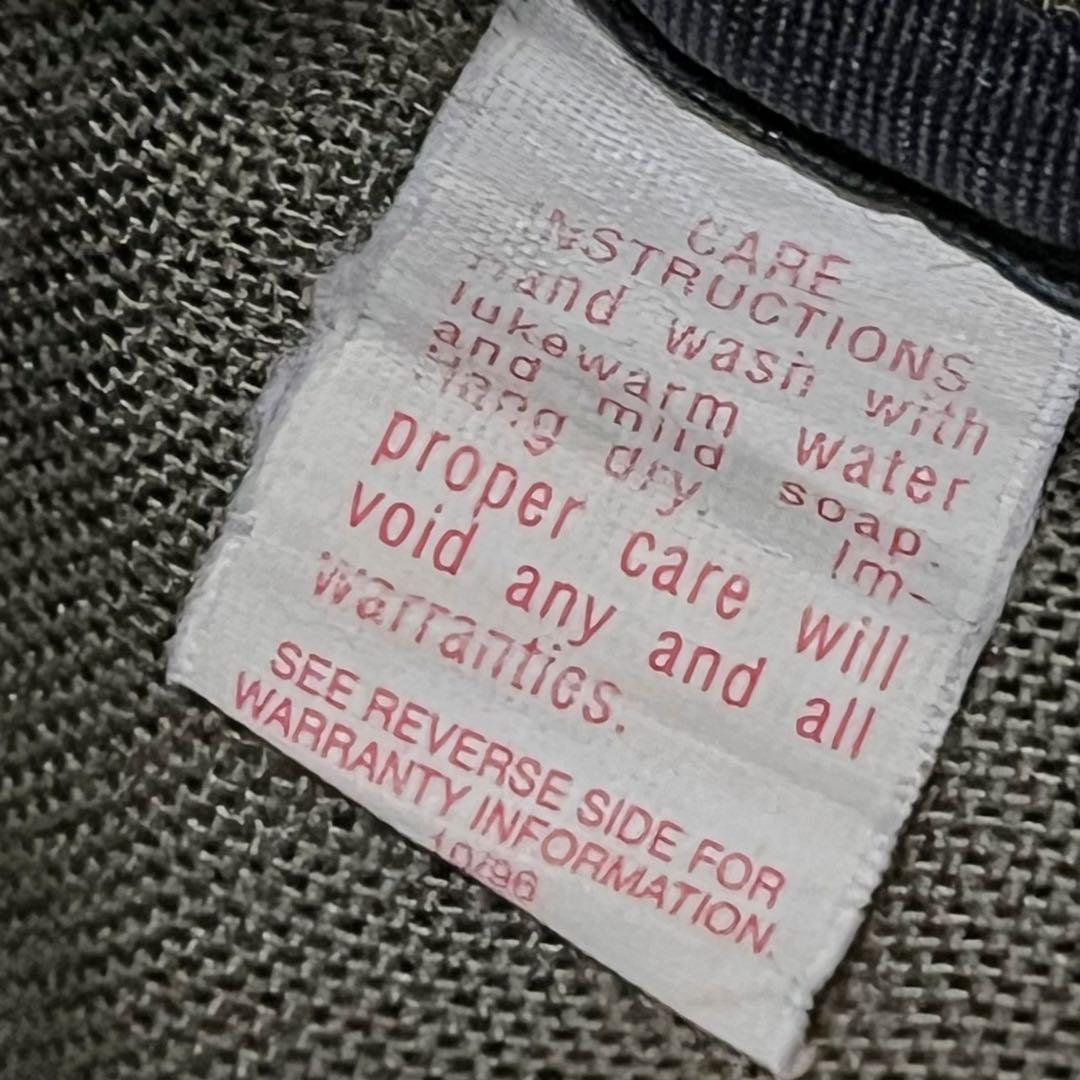 CARE
INSTRUCTIONS
Hand wash with
lukewarm water
and mild soap.
Hang dry. Im-
proper care will
void any and all
warranties.
SEE REVERSE SIDE FOR
WARRANTY INFORMATION.
10/96